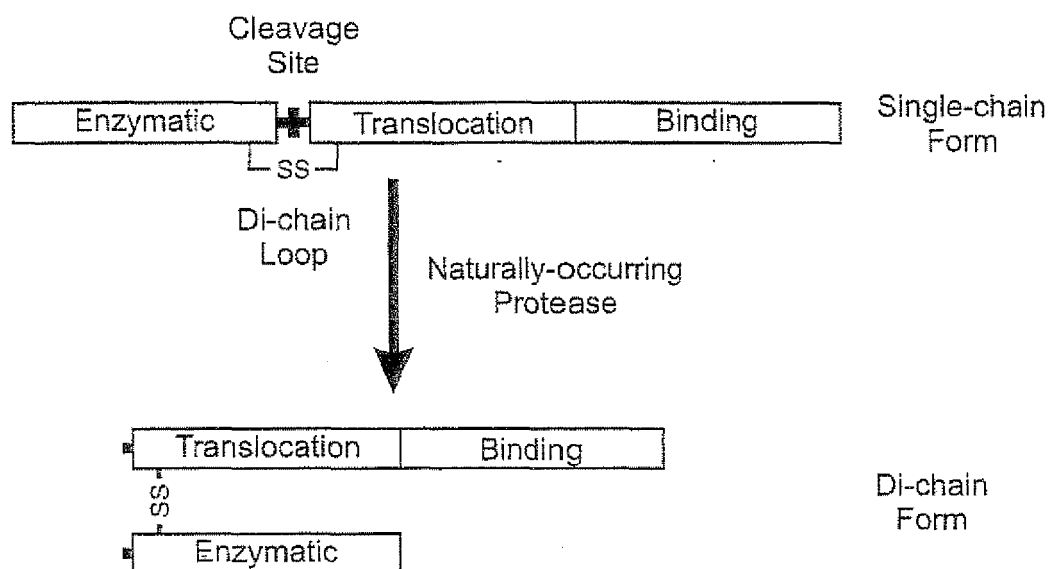 Cleavage
Site
Enzymatic
Translocation
Binding
Single-chain
Form
SS
Di-chain
Loop
Naturally-occurring
Protease
Translocation
Binding
SS
Di-chain
Form
Enzymatic